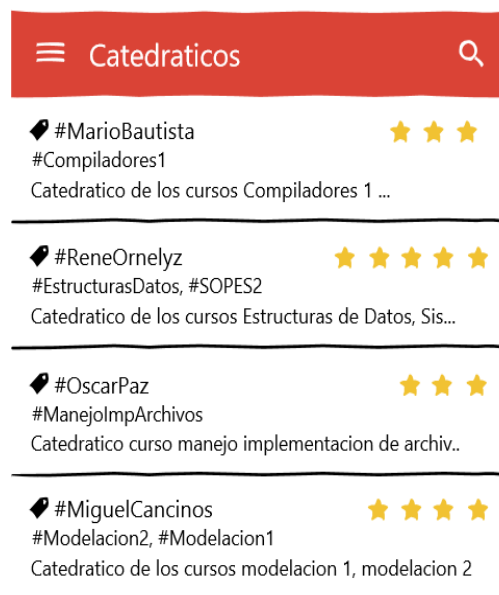 Catedraticos
#MarioBautista
#Compiladores1
Catedratico de los cursos Compiladores 1 ...
#ReneOrnelyz
#EstructurasDatos, #SOPES2
Catedratico de los cursos Estructuras de Datos, Sis...
#OscarPaz
#ManejoImpArchivos
Catedratico curso manejo implementacion de archiv..
#MiguelCancinos
#Modelacion2, #Modelacion1
Catedratico de los cursos modelacion 1, modelacion 2